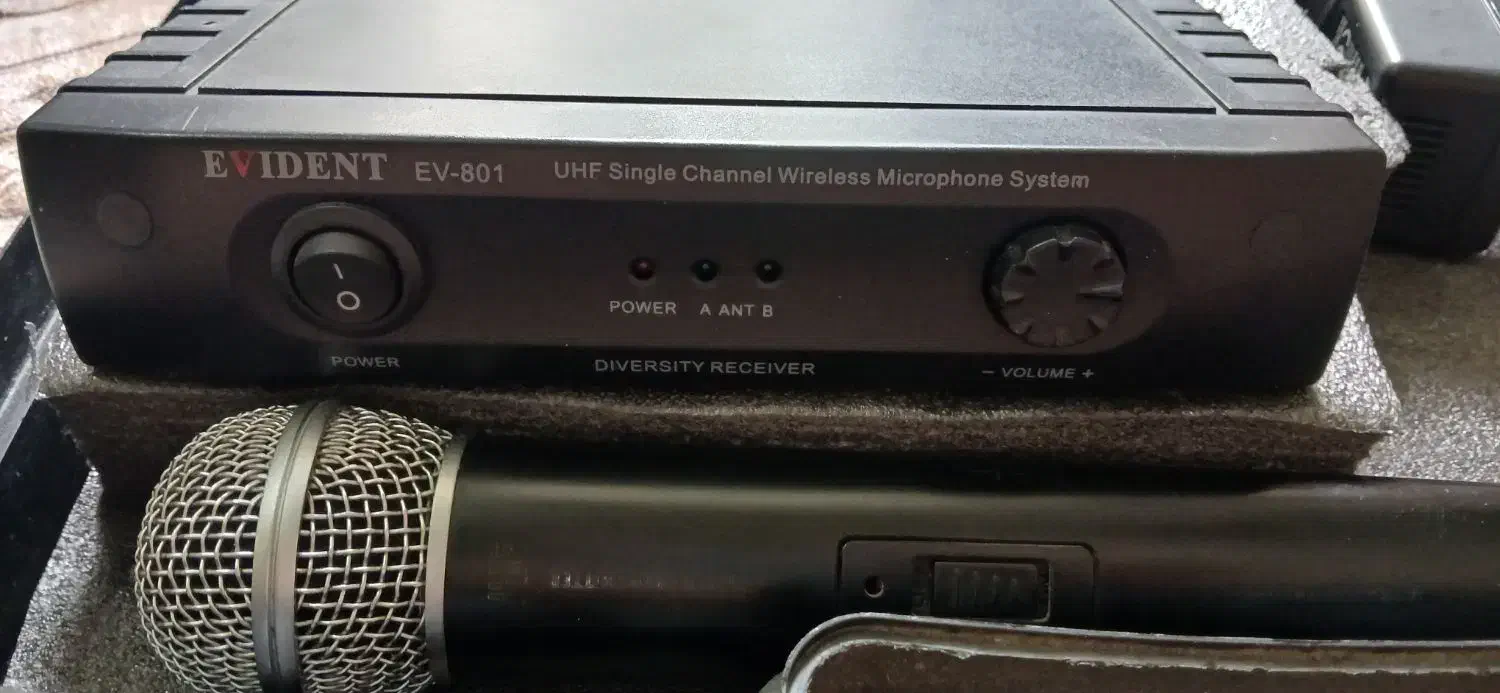 EVIDENT EV-801 UHF Single Channel Wireless Microphone System
POWER A ANT B
POWER DIVERSITY RECEIVER - VOLUME +